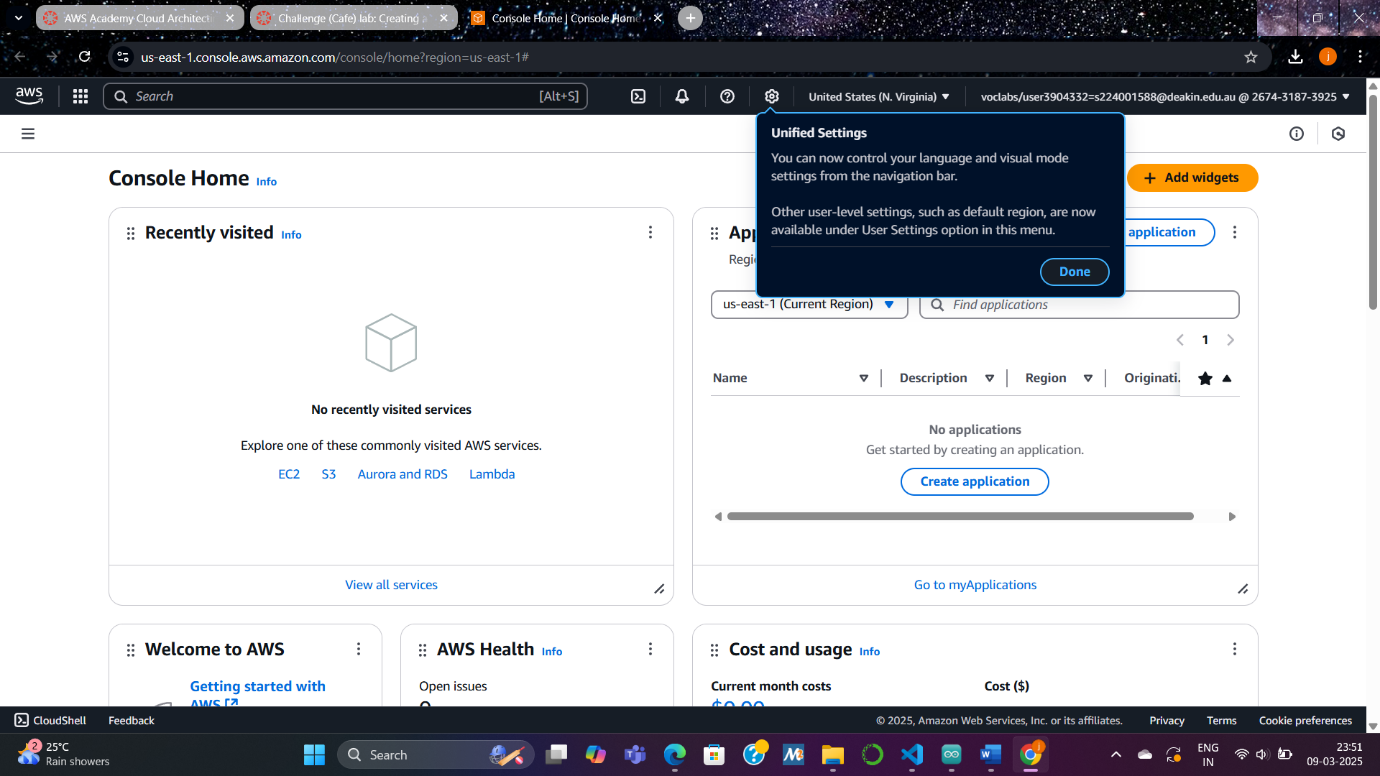 AWS Academy Cloud Architecti
Challenge (Cafe) lab: Creating a
Console Home | Console Home
us-east-1.console.aws.amazon.com/console/home?region=us-east-1#
j
aws
Search
[Alt+S]
United States (N. Virginia)
voclabs/user3904332=s224001588@deakin.edu.au @ 2674-3187-3925
Unified Settings
You can now control your language and visual mode
settings from the navigation bar.
Other user-level settings, such as default region, are now
available under User Settings option in this menu.
Done
Console Home Info
Add widgets
Recently visited Info
No recently visited services
Explore one of these commonly visited AWS services.
EC2 S3 Aurora and RDS Lambda
View all services
App
application
Regio
us-east-1 (Current Region)
Find applications
1
Name Description Region Originati.
No applications
Get started by creating an application.
Create application
Go to myApplications
Welcome to AWS
Getting started with
AWS
AWS Health Info
Open issues
0
Cost and usage Info
Current month costs
$0.00
Cost ($)
CloudShell Feedback
© 2025, Amazon Web Services, Inc. or its affiliates. Privacy Terms Cookie preferences
2
25°C
Rain showers
Search
j
ENG
IN
23:51
09-03-2025